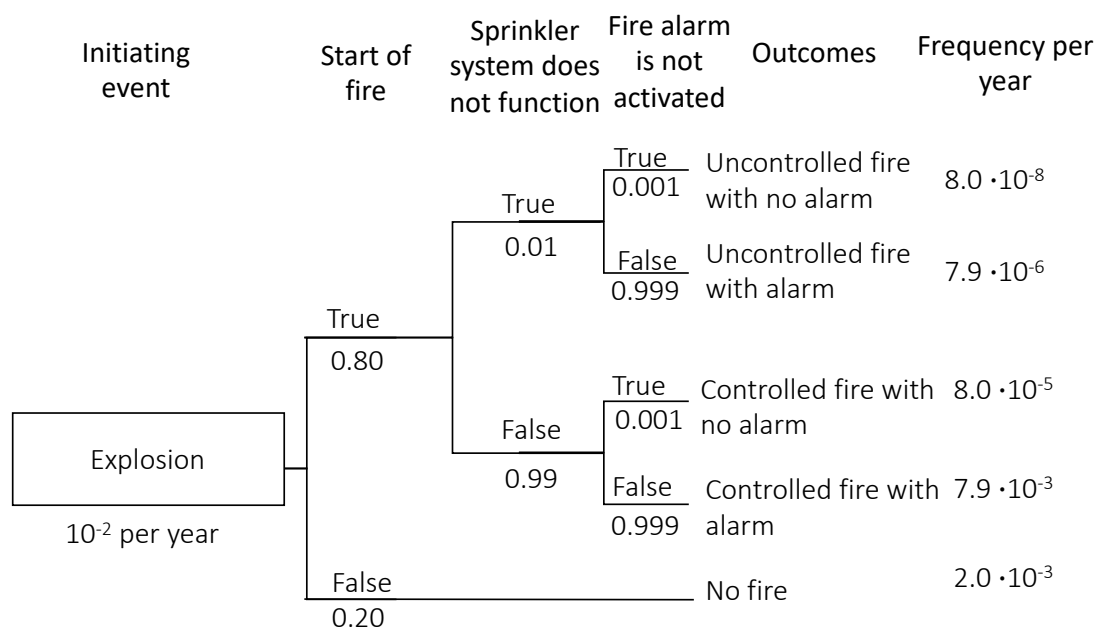 Initiating
event
Start of
fire
Sprinkler
system does
not function
Fire alarm
is not
activated
Outcomes
Frequency per
year
True
0.001
Uncontrolled fire
with no alarm
8.0 ·10⁻⁸
True
0.01
False
0.999
Uncontrolled fire
with alarm
7.9 ·10⁻⁶
True
0.80
True
0.001
Controlled fire with
no alarm
8.0 ·10⁻⁵
False
0.99
False
0.999
Controlled fire with
alarm
7.9 ·10⁻³
Explosion
10⁻² per year
False
0.20
No fire
2.0 ·10⁻³